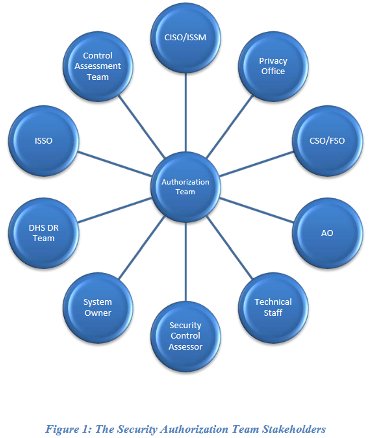 CISO/ISSM
Control
Assessment
Team
Privacy
Office
ISSO
CSO/FSO
Authorization
Team
DHS DR
Team
AO
System
Owner
Technical
Staff
Security
Control
Assessor
Figure 1: The Security Authorization Team Stakeholders